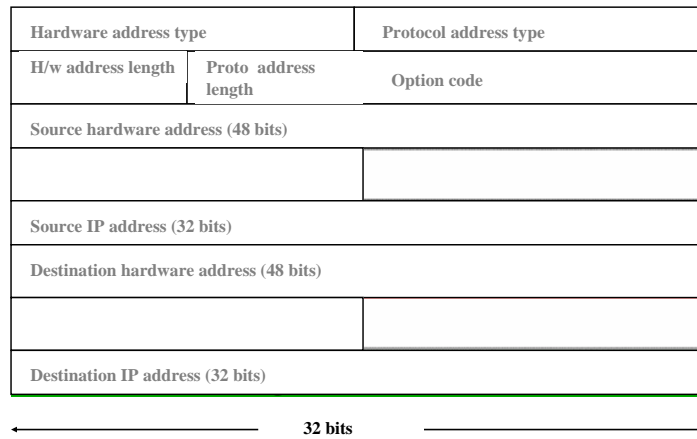 Hardware address type
Protocol address type
H/w address length
Proto address
length
Option code
Source hardware address (48 bits)
Source IP address (32 bits)
Destination hardware address (48 bits)
Destination IP address (32 bits)
32 bits